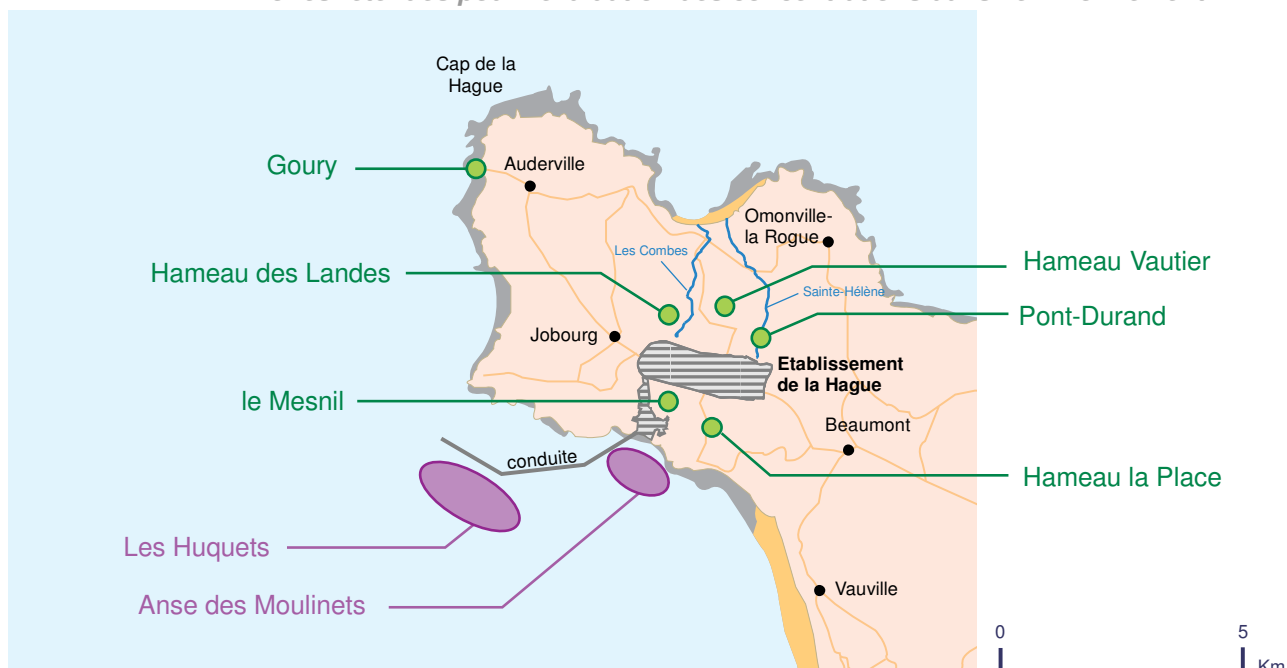 Cap de la
Hague
Goury
Auderville
Omonville-
la Rogue
Les Combes
Hameau des Landes
Hameau Vautier
Sainte-Hélène
Pont-Durand
Jobourg
Etablissement
de la Hague
le Mesnil
Beaumont
conduite
Hameau la Place
Les Huquets
Anse des Moulinets
Vauville
0
5
Km